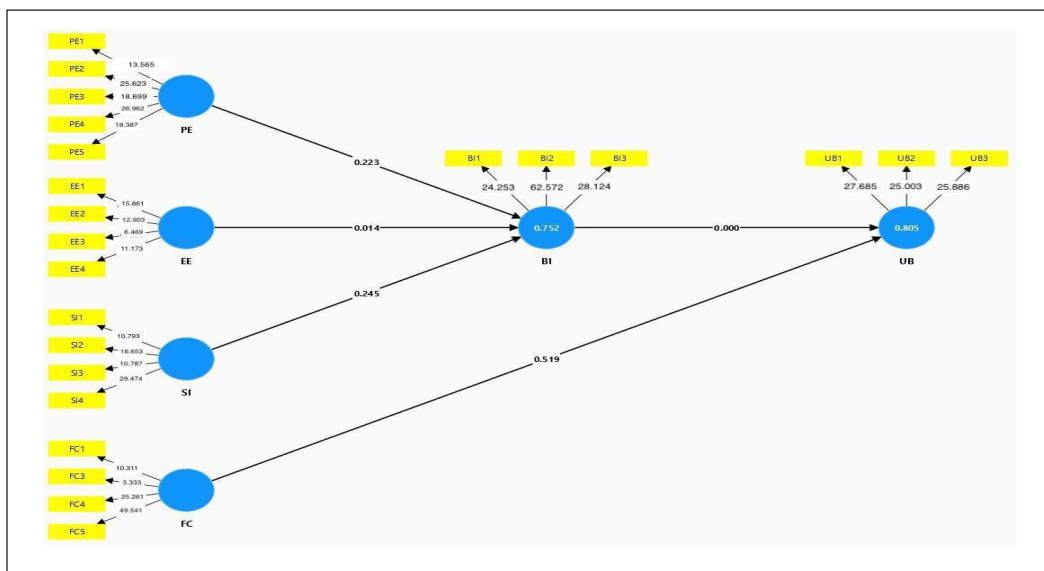 PE1
PE2
PE3
PE4
PE5
13.565
25.623
18.699
26.962
18.387
PE
EE1
EE2
EE3
EE4
15.861
12.903
6.469
11.173
EE
SI1
SI2
SI3
SI4
10.793
16.653
10.787
29.474
SI
FC1
FC3
FC4
FC5
10.311
3.333
25.261
49.541
FC
0.223
0.014
0.245
0.519
BI1
BI2
BI3
24.253
62.572
28.124
0.752
BI
0.000
UB1
UB2
UB3
27.685
25.003
25.886
0.805
UB